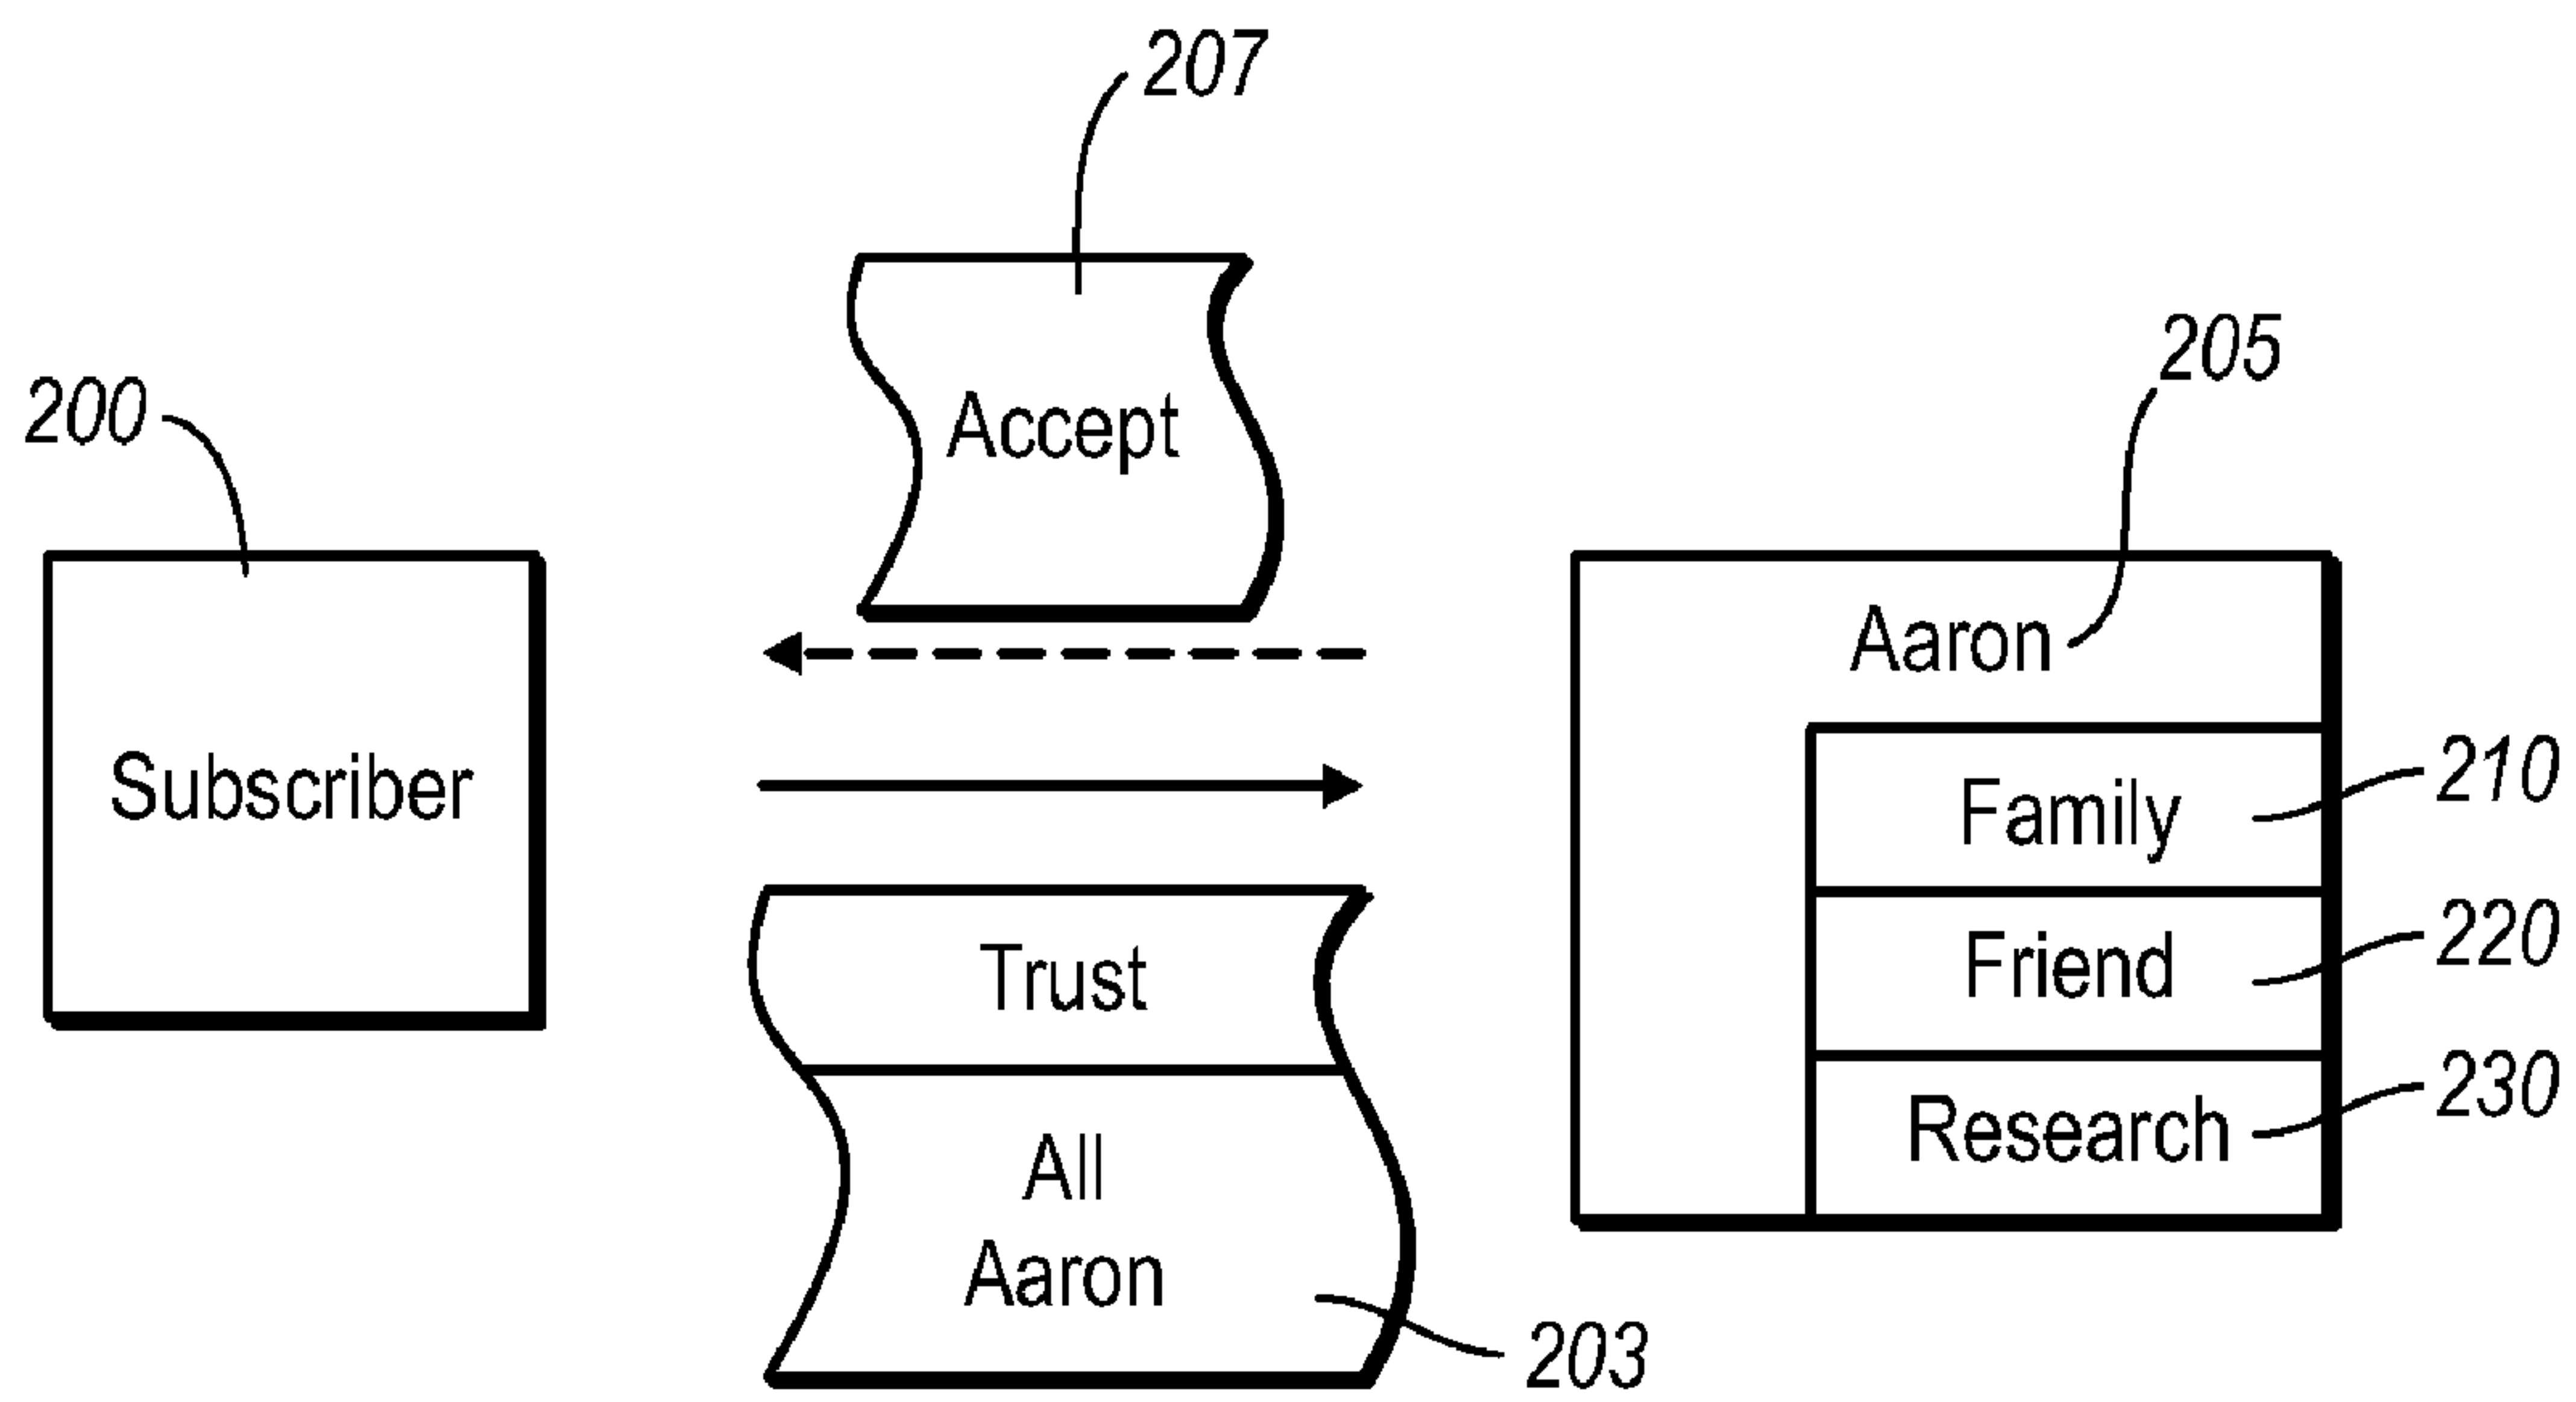 207
Accept
200
205
Subscriber
Aaron
Family
210
Friend
220
Research
230
Trust
All
Aaron
203